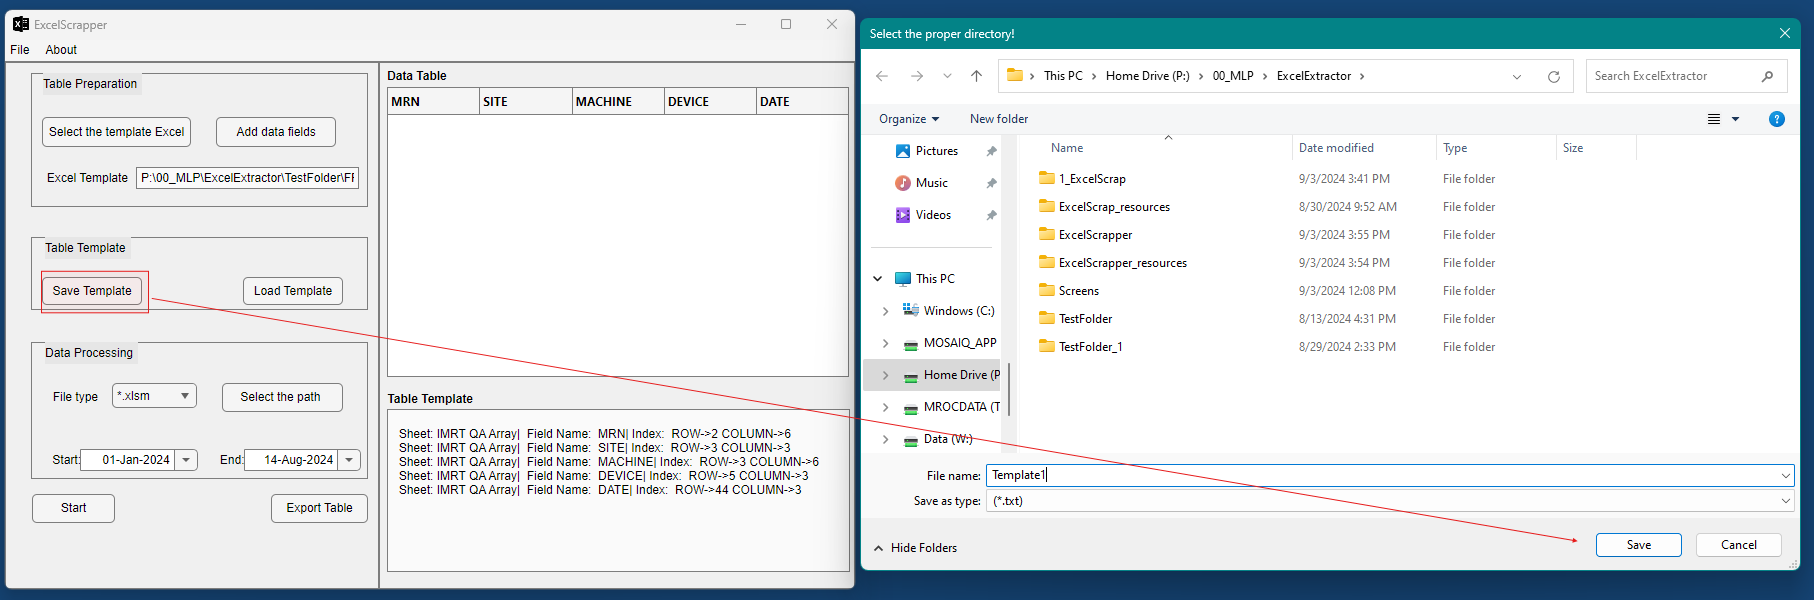 ExcelScrapper
File About
Table Preparation
Select the template Excel Add data fields
Excel Template P:\00_MLP\ExcelExtractor\TestFolder\FF
Table Template
Save Template Load Template
Data Processing
File type *.xlsm Select the path
Start: 01-Jan-2024 End: 14-Aug-2024
Start Export Table
Data Table
MRN SITE MACHINE DEVICE DATE
Table Template
Sheet: IMRT QA Array| Field Name: MRN| Index: ROW->2 COLUMN->6
Sheet: IMRT QA Array| Field Name: SITE| Index: ROW->3 COLUMN->3
Sheet: IMRT QA Array| Field Name: MACHINE| Index: ROW->3 COLUMN->6
Sheet: IMRT QA Array| Field Name: DEVICE| Index: ROW->5 COLUMN->3
Sheet: IMRT QA Array| Field Name: DATE| Index: ROW->44 COLUMN->3
Select the proper directory!
This PC > Home Drive (P:) > 00_MLP > ExcelExtractor >
Search ExcelExtractor
Organize New folder
Pictures
Music
Videos
This PC
Windows (C:)
MOSAIQ_APP
Home Drive (P
MROCDATA (T
Data (W:)
Name Date modified Type Size
1_ExcelScrap 9/3/2024 3:41 PM File folder
ExcelScrap_resources 8/30/2024 9:52 AM File folder
ExcelScrapper 9/3/2024 3:55 PM File folder
ExcelScrapper_resources 9/3/2024 3:54 PM File folder
Screens 9/3/2024 12:08 PM File folder
TestFolder 8/13/2024 4:31 PM File folder
TestFolder_1 8/29/2024 2:33 PM File folder
File name: Template1
Save as type: (*.txt)
Hide Folders Save Cancel